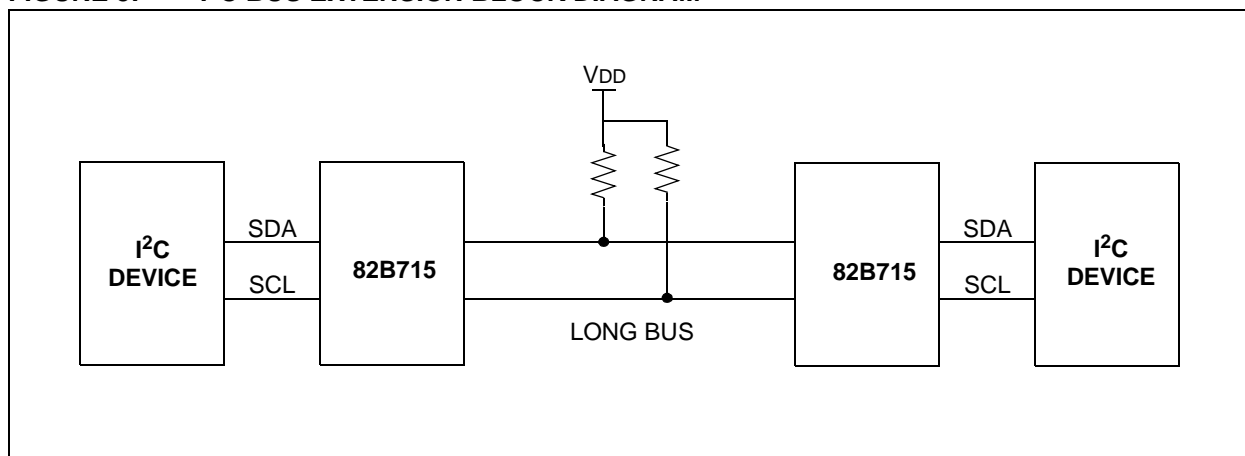 VDD
I²C
DEVICE
SDA
SCL
82B715
LONG BUS
82B715
SDA
SCL
I²C
DEVICE